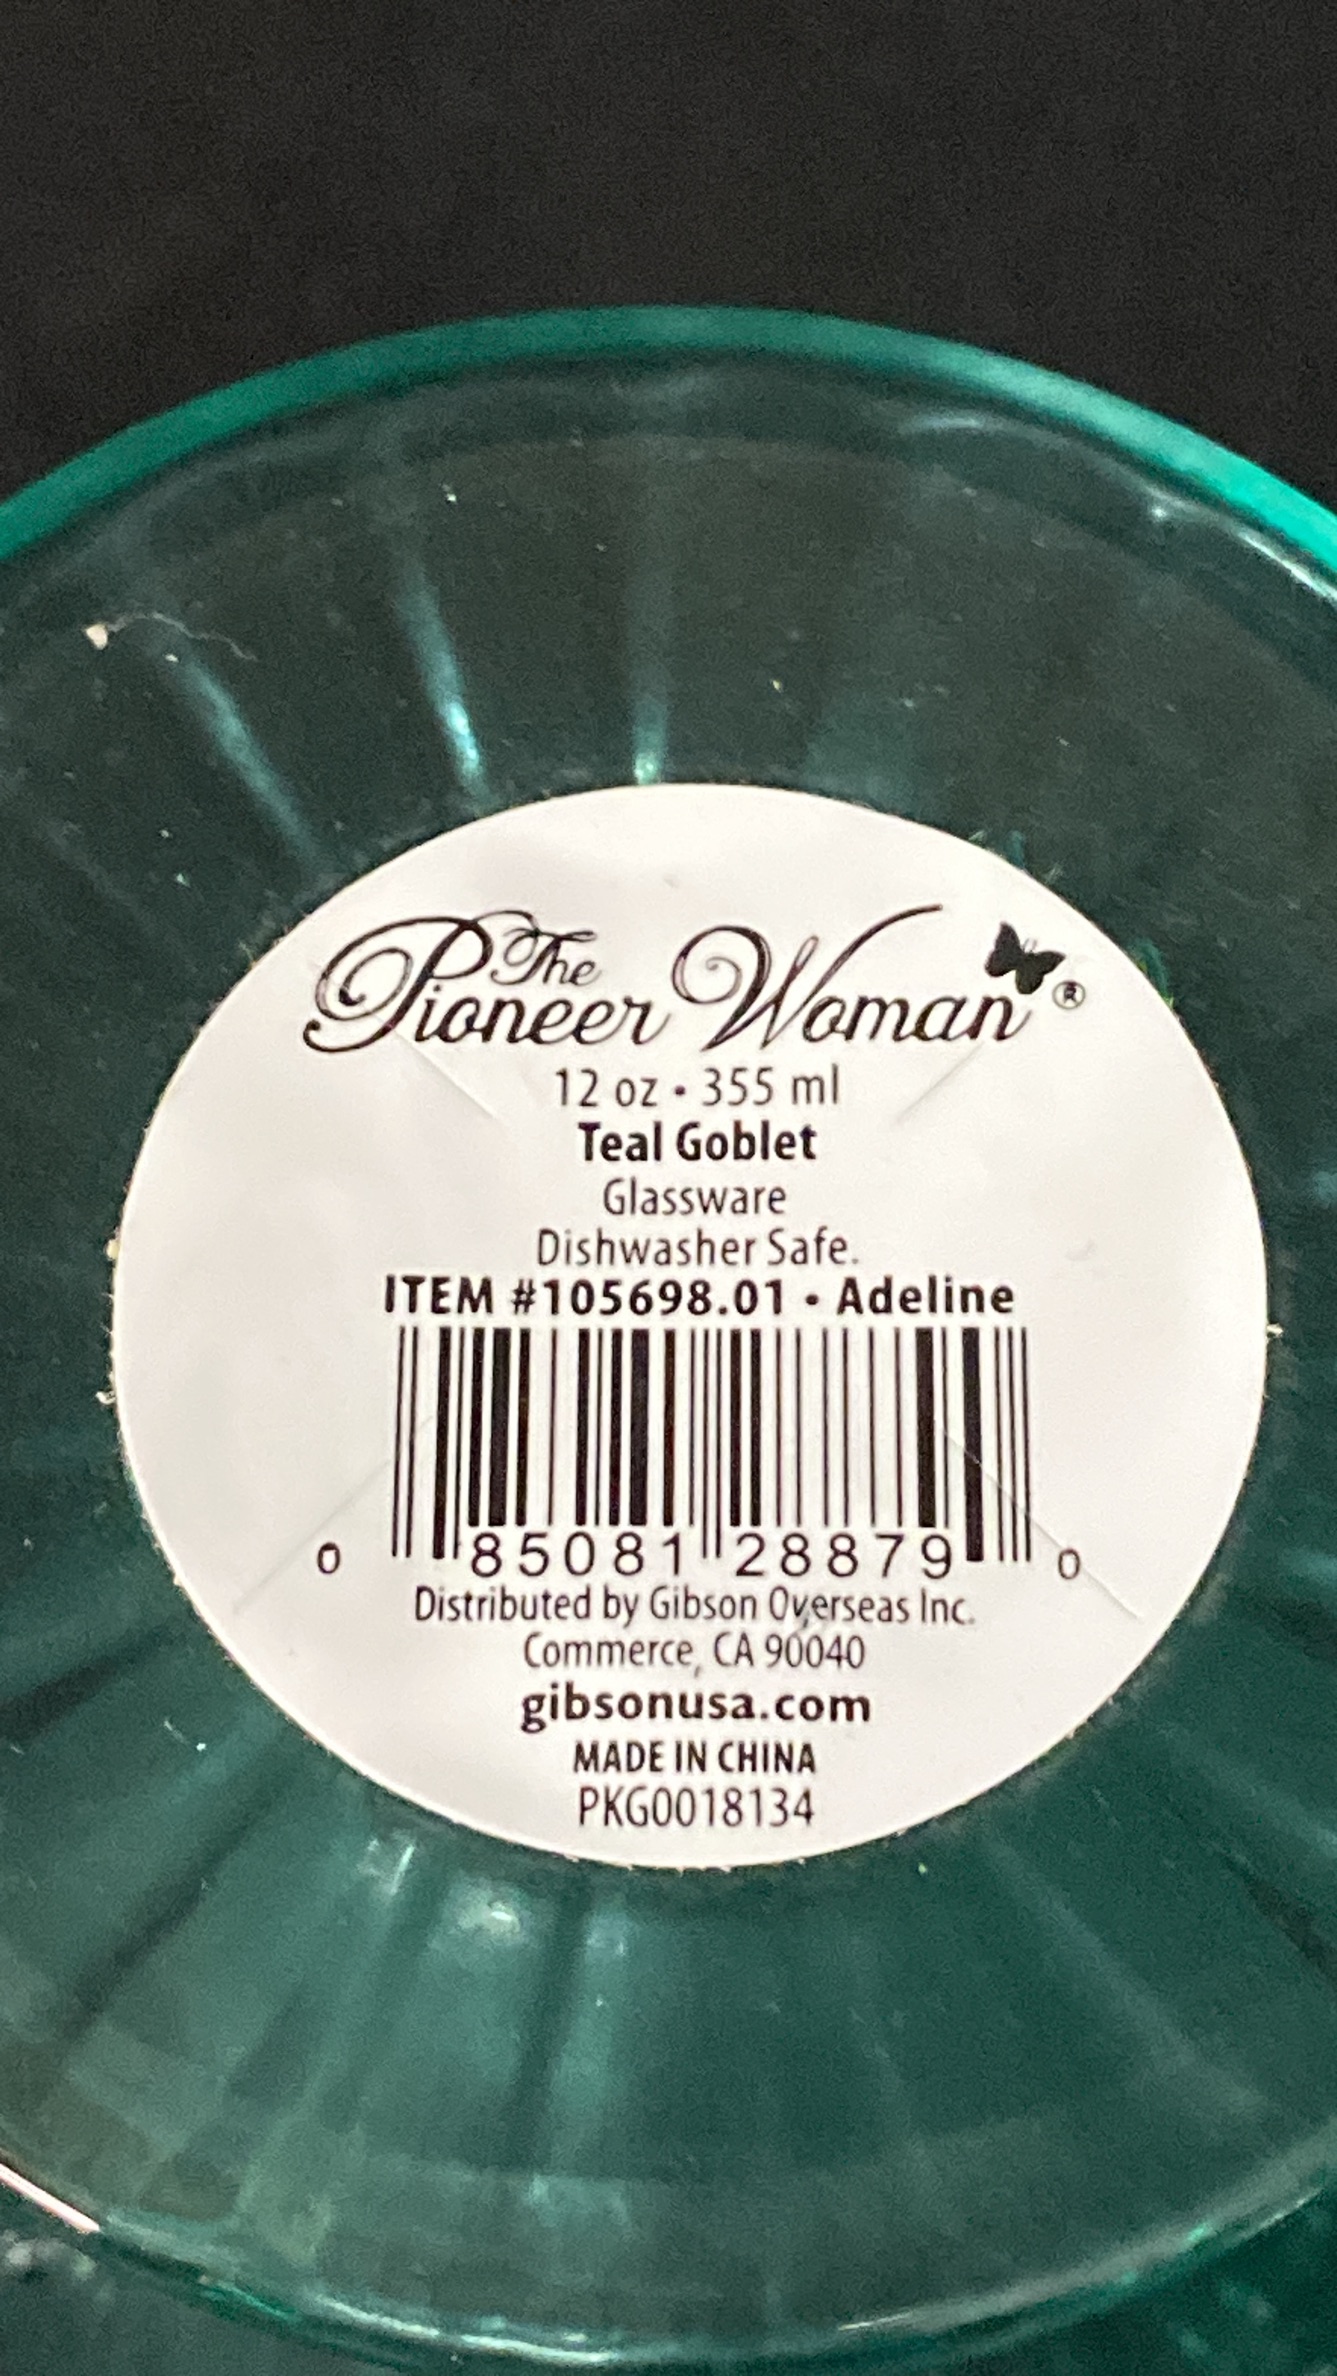 The
Pioneer Woman®
12 oz • 355 ml
Teal Goblet
Glassware
Dishwasher Safe.
ITEM #105698.01 • Adeline
0 85081 28879 0
Distributed by Gibson Overseas Inc.
Commerce, CA 90040
gibsonusa.com
MADE IN CHINA
PKG0018134